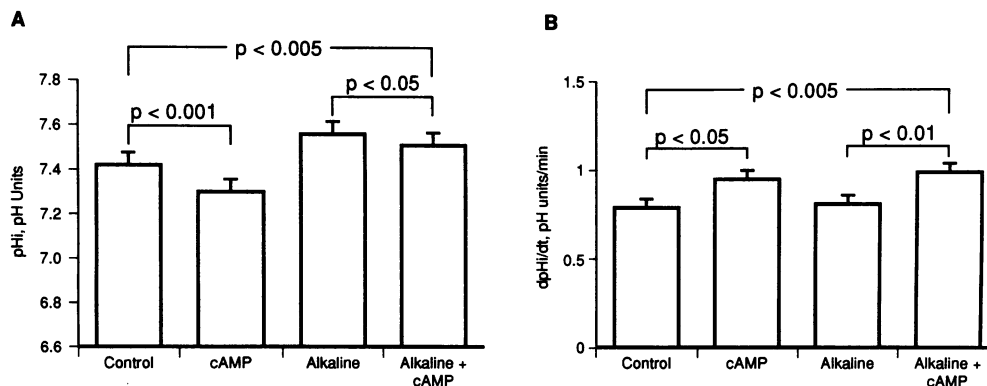 A
p < 0.005
7.8
p < 0.05
p < 0.001
7.6
7.4
7.2
7.0
6.8
6.6
pHi, pH Units
Control
cAMP
Alkaline
Alkaline +
cAMP
B
1.5
p < 0.005
p < 0.05
p < 0.01
1
0.5
0
dpHi/dt, pH units/min
Control
cAMP
Alkaline
Alkaline +
cAMP